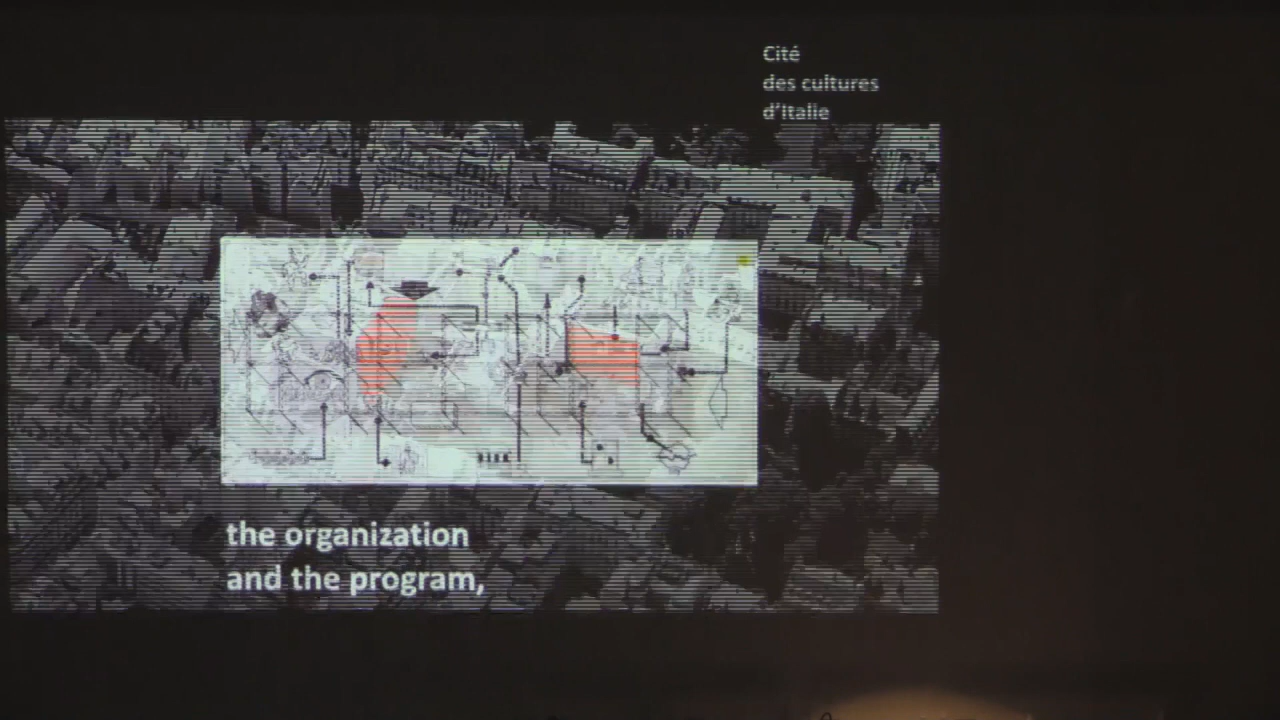 Cité
des cultures
d'Italie
the organization
and the program,